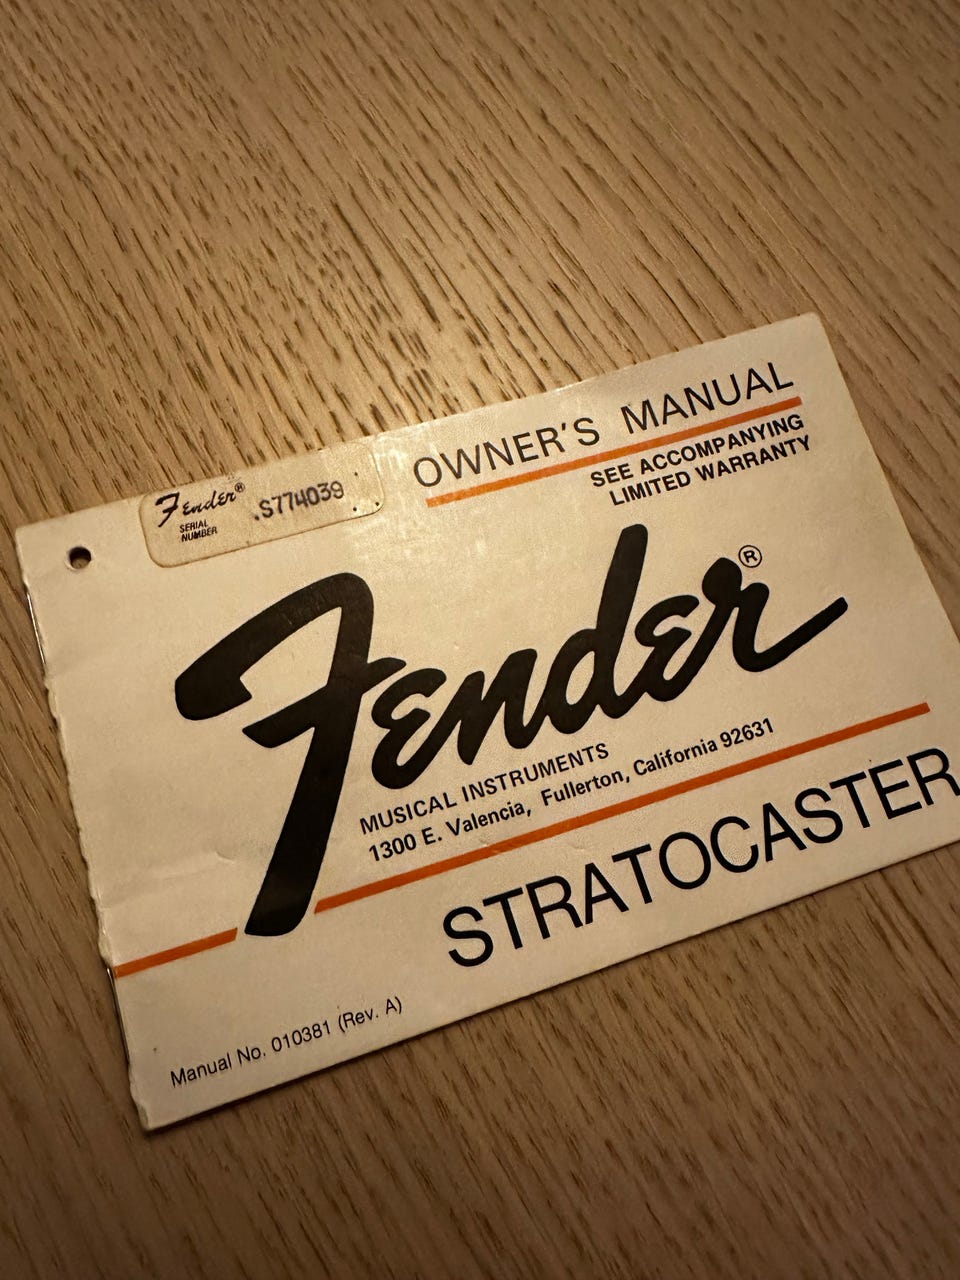 Fender® .S774039
SERIAL
NUMBER
OWNER'S MANUAL
SEE ACCOMPANYING
LIMITED WARRANTY
Fender®
MUSICAL INSTRUMENTS
1300 E. Valencia, Fullerton, California 92631
STRATOCASTER
Manual No. 010381 (Rev. A)